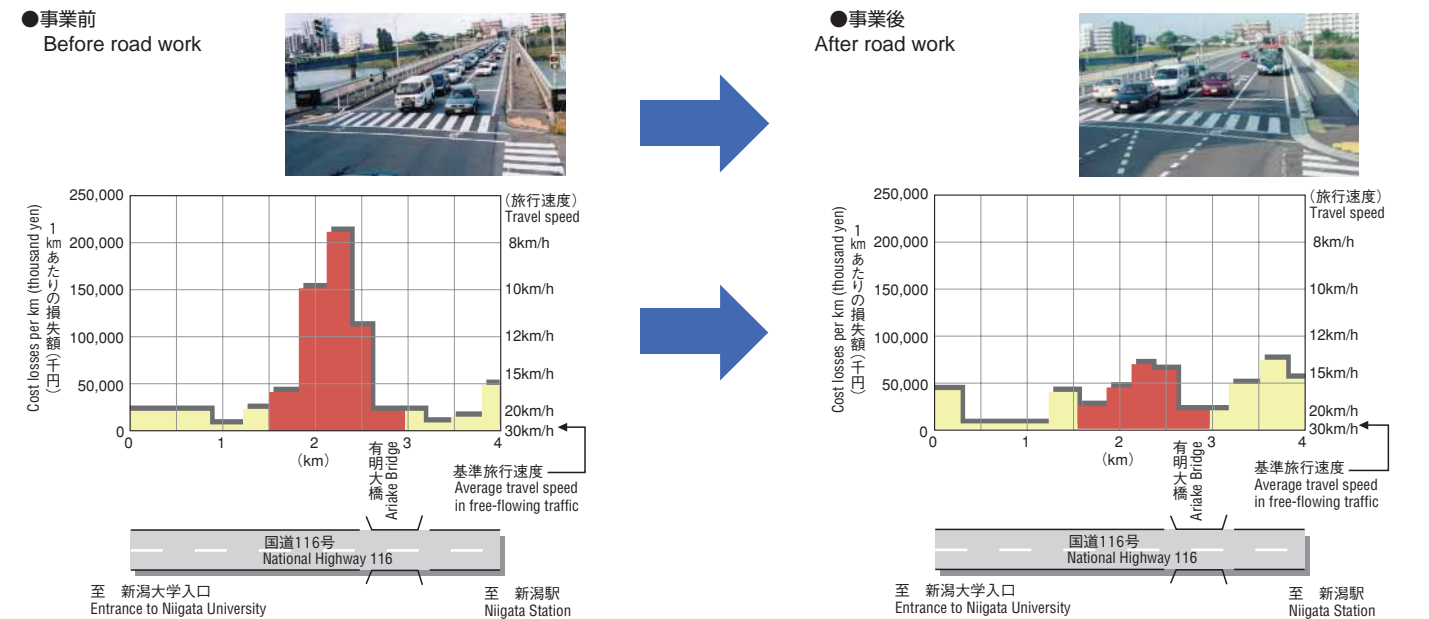 ●事業前
Before road work
250,000
200,000
150,000
100,000
50,000
0
Cost losses per km (thousand yen)
1kmあたりの損失額(千円)
(旅行速度)
Travel speed
8km/h
10km/h
12km/h
15km/h
20km/h
30km/h
0
1
2
3
4
(km)
有明大橋
Ariake Bridge
基準旅行速度
Average travel speed
in free-flowing traffic
国道116号
National Highway 116
至 新潟大学入口
Entrance to Niigata University
至 新潟駅
Niigata Station
●事業後
After road work
250,000
200,000
150,000
100,000
50,000
0
Cost losses per km (thousand yen)
1kmあたりの損失額(千円)
(旅行速度)
Travel speed
8km/h
10km/h
12km/h
15km/h
20km/h
30km/h
0
1
2
3
4
(km)
有明大橋
Ariake Bridge
基準旅行速度
Average travel speed
in free-flowing traffic
国道116号
National Highway 116
至 新潟大学入口
Entrance to Niigata University
至 新潟駅
Niigata Station